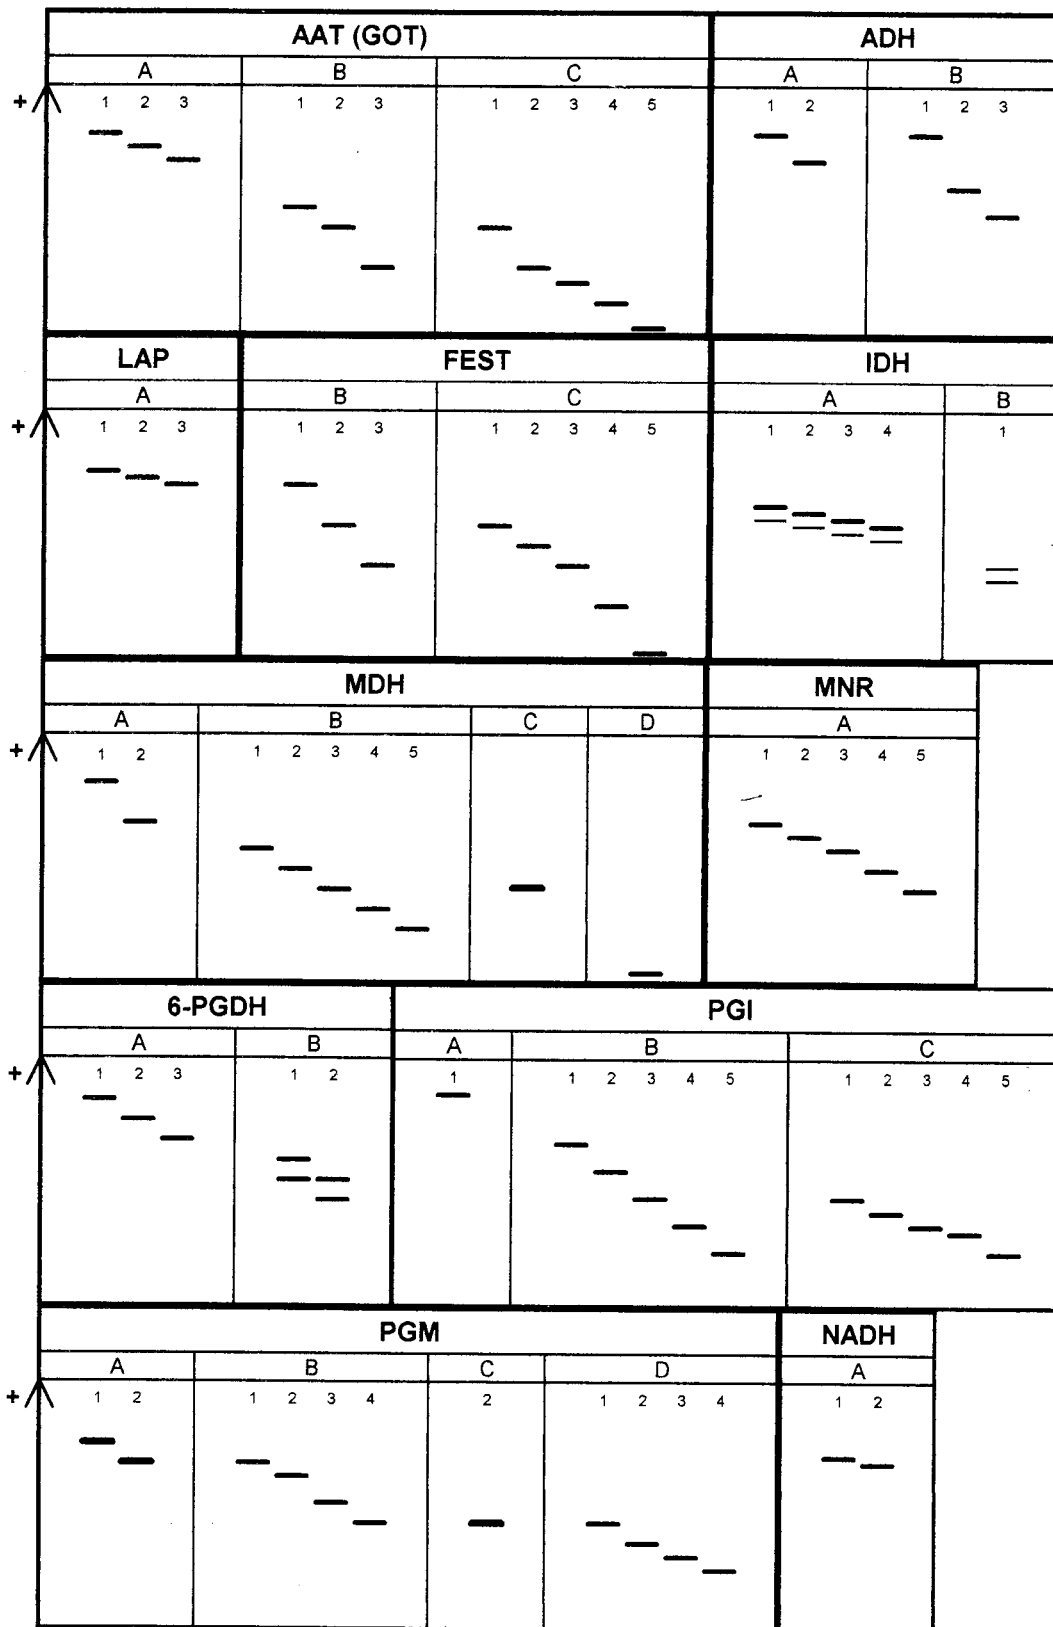 AAT (GOT) ADH
A B C A B
+ 1 2 3 1 2 3 1 2 3 4 5 1 2 1 2 3
LAP FEST IDH
A B C A B
+ 1 2 3 1 2 3 1 2 3 4 5 1 2 3 4 1
MDH MNR
A B C D A
+ 1 2 1 2 3 4 5 1 2 3 4 5
6-PGDH PGI
A B A B C
+ 1 2 3 1 2 1 1 2 3 4 5 1 2 3 4 5
PGM NADH
A B C D A
+ 1 2 1 2 3 4 2 1 2 3 4 1 2